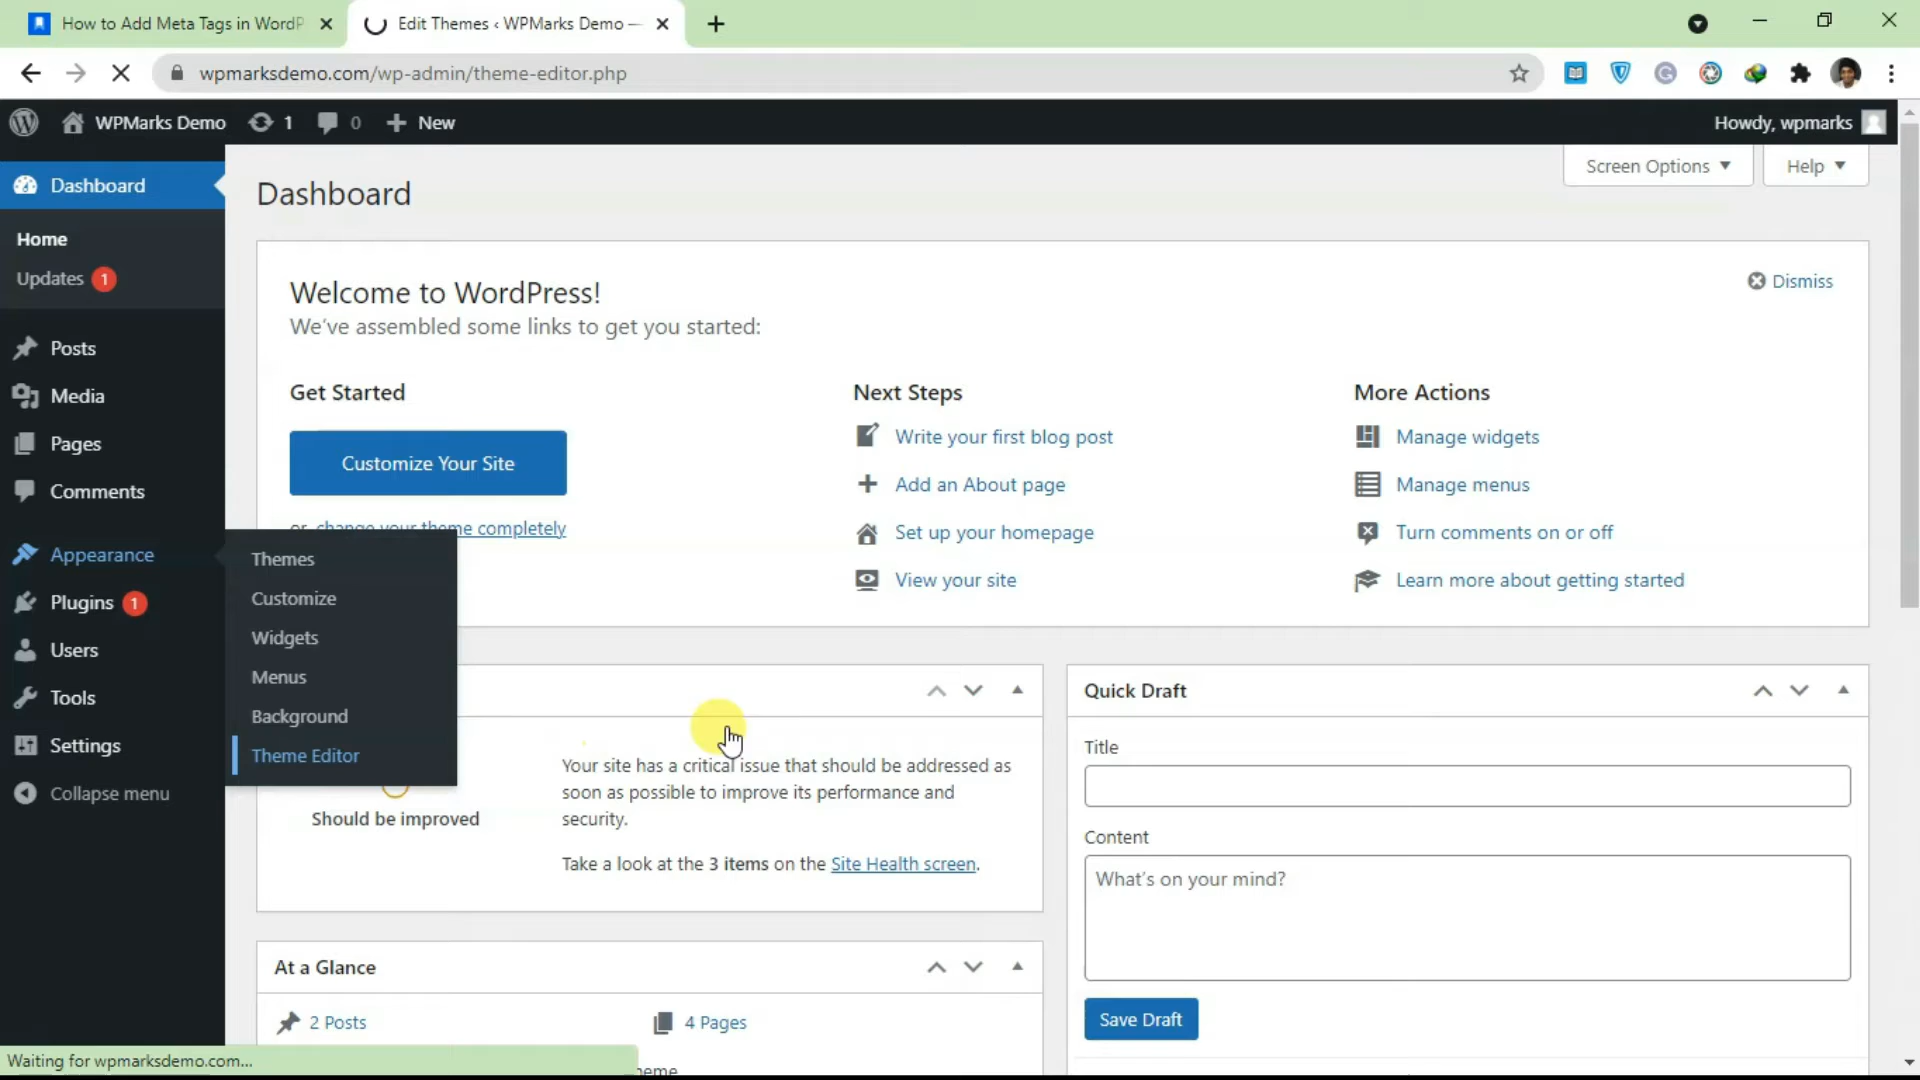 How to Add Meta Tags in WordP
Edit Themes ‹ WPMarks Demo —
wpmarksdemo.com/wp-admin/theme-editor.php
WPMarks Demo
1
0
New
Howdy, wpmarks
Dashboard
Home
Updates 1
Posts
Media
Pages
Comments
Appearance
Plugins 1
Users
Tools
Settings
Collapse menu
Themes
Customize
Widgets
Menus
Background
Theme Editor
Screen Options
Help
Dashboard
Welcome to WordPress!
We've assembled some links to get you started:
Dismiss
Get Started
Customize Your Site
or change your theme completely
Next Steps
Write your first blog post
Add an About page
Set up your homepage
View your site
More Actions
Manage widgets
Manage menus
Turn comments on or off
Learn more about getting started
Should be improved
Your site has a critical issue that should be addressed as
soon as possible to improve its performance and
security.
Take a look at the 3 items on the Site Health screen.
At a Glance
2 Posts
4 Pages
Quick Draft
Title
Content
What's on your mind?
Save Draft
Waiting for wpmarksdemo.com...